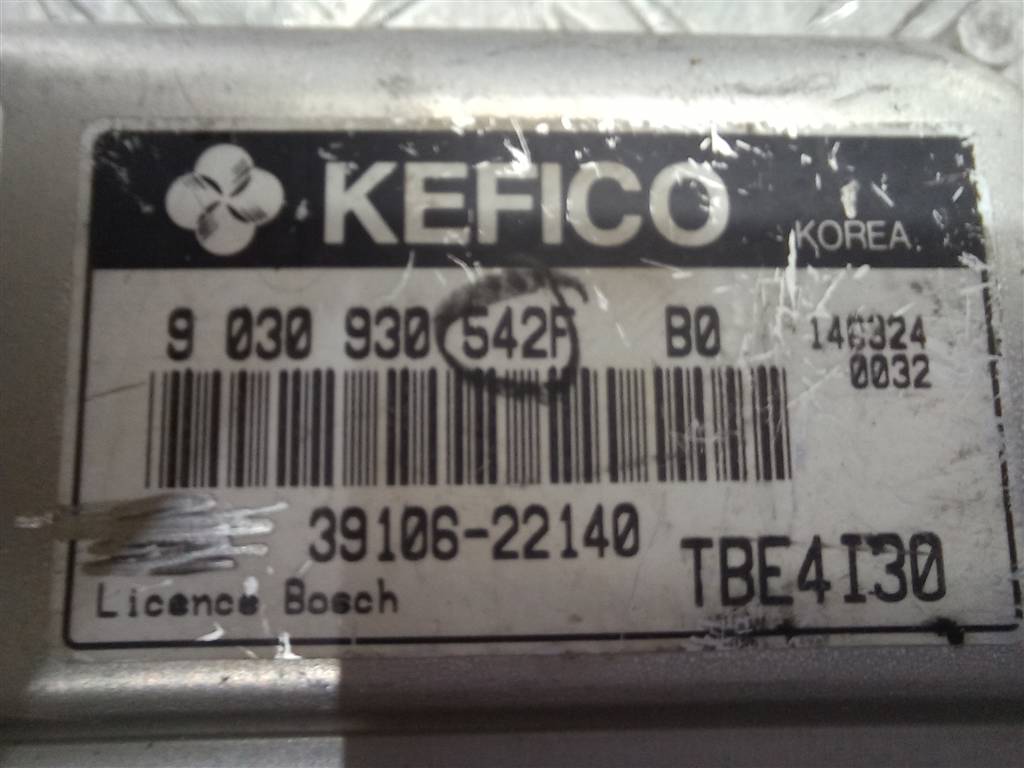 KEFICO KOREA
9 030 930 542F B0
0032
39106-22140
TBE4I30
Licence Bosch